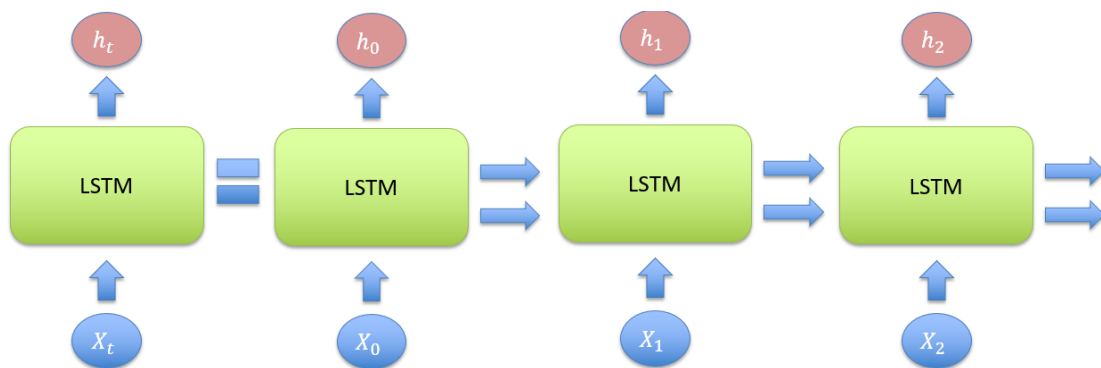 h_t h_0 h_1 h_2
LSTM LSTM LSTM LSTM
X_t X_0 X_1 X_2